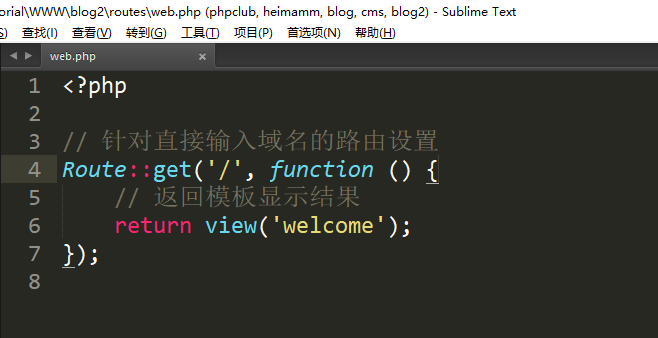 orial\WWW\blog2\routes\web.php (phpclub, heimamm, blog, cms, blog2) - Sublime Text
S) 查找(I) 查看(V) 转到(G) 工具(T) 项目(P) 首选项(N) 帮助(H)
web.php ×
1 <?php
2
3 // 针对直接输入域名的路由设置
4 Route::get('/', function () {
5 // 返回模板显示结果
6 return view('welcome');
7 });
8